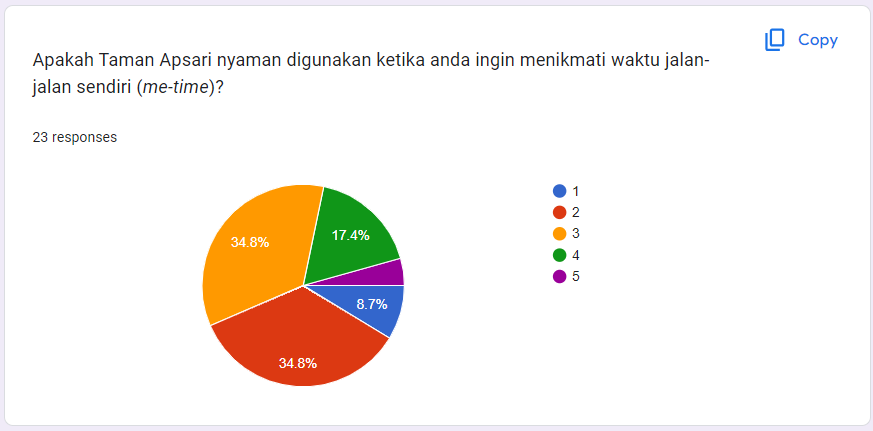 Copy
Apakah Taman Apsari nyaman digunakan ketika anda ingin menikmati waktu jalan-
jalan sendiri (me-time)?
23 responses
1
2
3
4
5
34.8%
17.4%
8.7%
34.8%